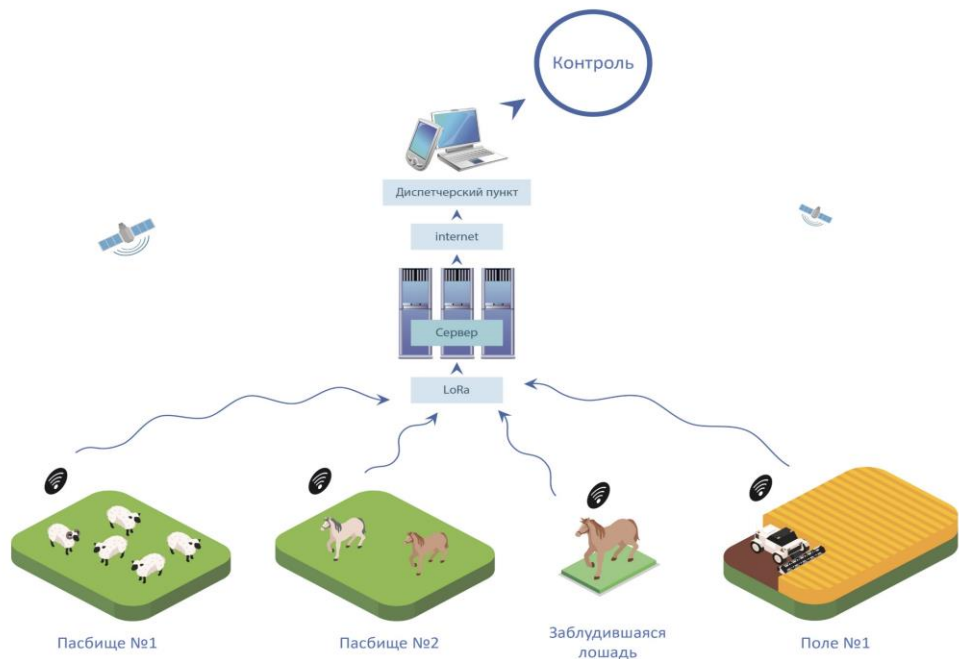 Контроль
Диспетчерский пункт
internet
Сервер
LoRa
Пасбище №1
Пасбище №2
Заблудившаяся
лошадь
Поле №1